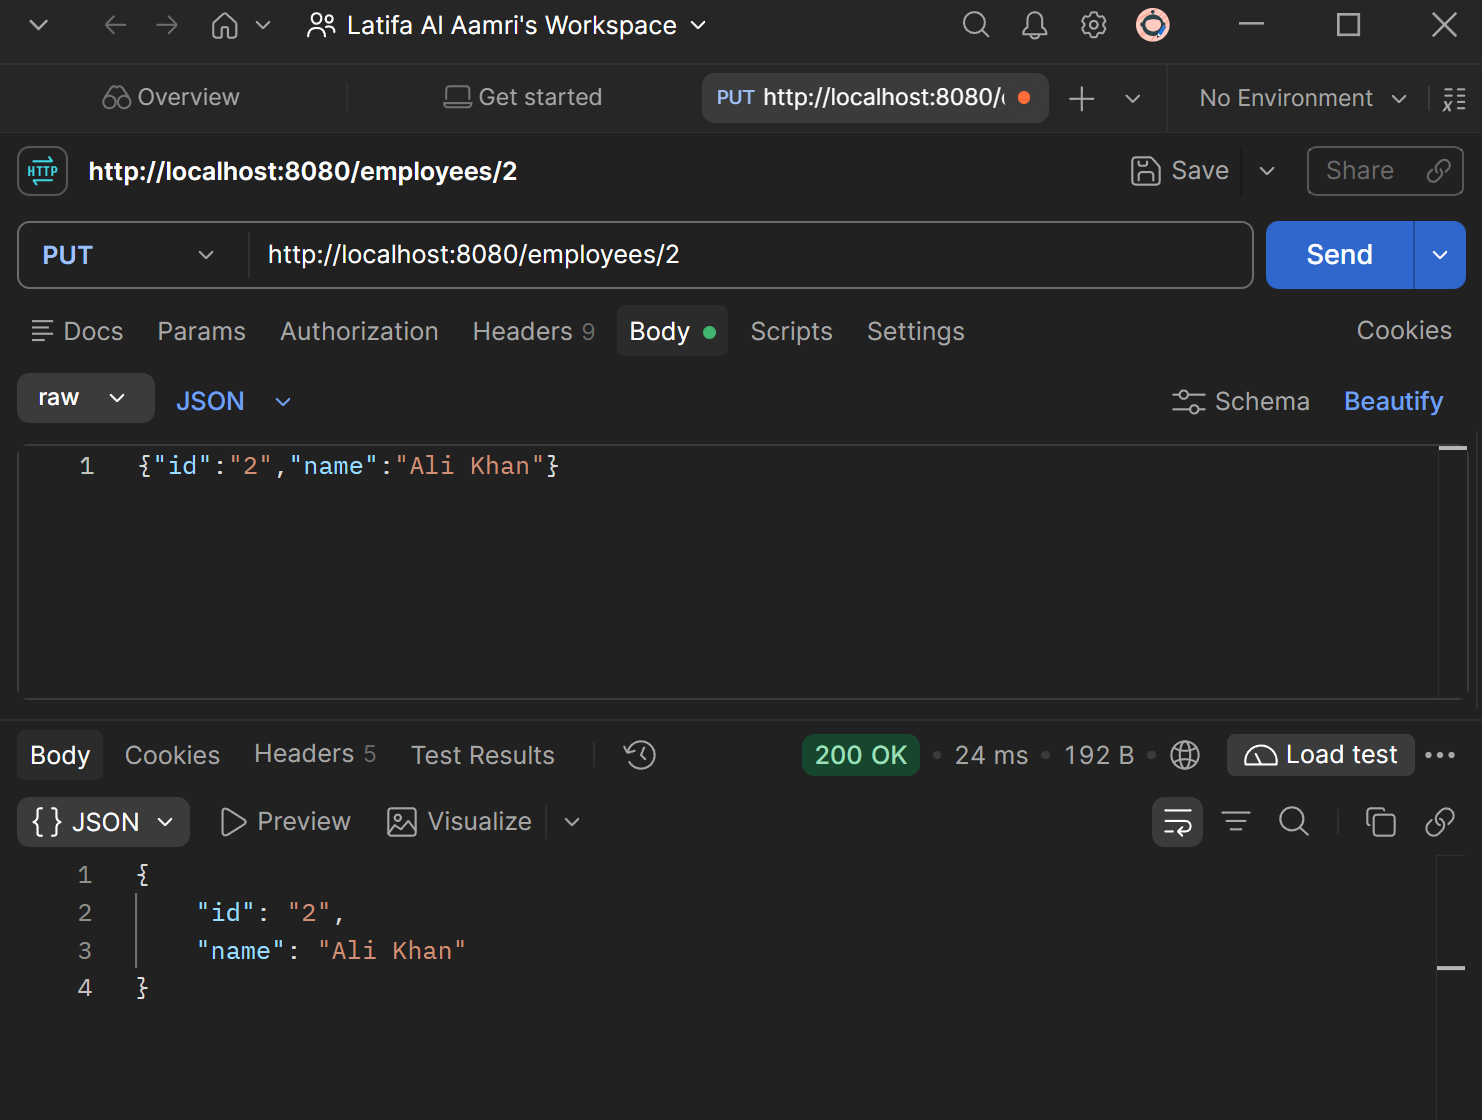 Latifa Al Aamri's Workspace
Overview
Get started
PUT http://localhost:8080/
No Environment
HTTP http://localhost:8080/employees/2
Save
Share
PUT http://localhost:8080/employees/2
Send
Docs Params Authorization Headers 9 Body Scripts Settings Cookies
raw JSON Schema Beautify
1 {"id":"2","name":"Ali Khan"}
Body Cookies Headers 5 Test Results 200 OK • 24 ms • 192 B • Load test
{} JSON Preview Visualize
1 {
2 "id": "2",
3 "name": "Ali Khan"
4 }